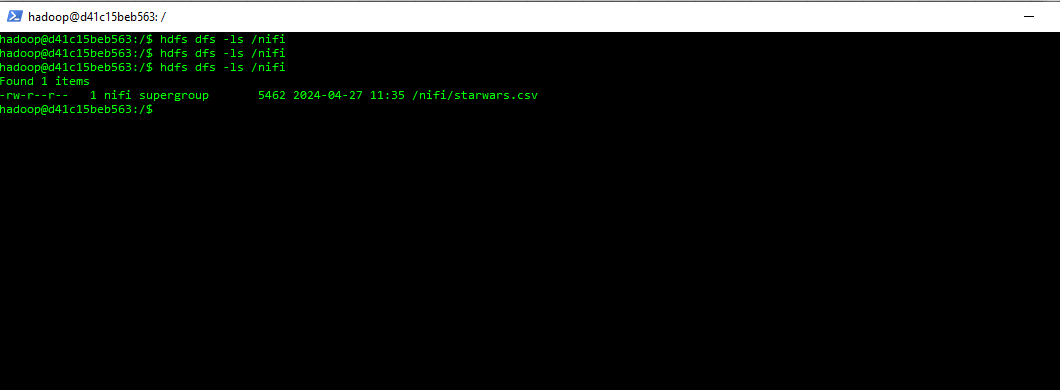 hadoop@d41c15beb563: /
hadoop@d41c15beb563:/$ hdfs dfs -ls /nifi
hadoop@d41c15beb563:/$ hdfs dfs -ls /nifi
hadoop@d41c15beb563:/$ hdfs dfs -ls /nifi
Found 1 items
-rw-r--r--   1 nifi supergroup       5462 2024-04-27 11:35 /nifi/starwars.csv
hadoop@d41c15beb563:/$